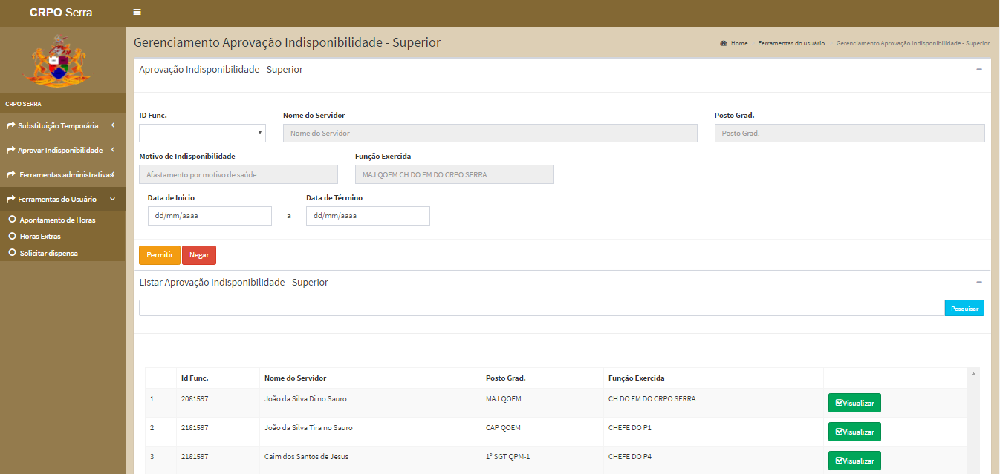 CRPO Serra
Gerenciamento Aprovação Indisponibilidade - Superior
Home Ferramentas do usuário Gerenciamento Aprovação Indisponibilidade - Superior
CRPO SERRA
Substituição Temporária
Aprovar Indisponibilidade
Ferramentas administrativas
Ferramentas do Usuário
Apontamento de Horas
Horas Extras
Solicitar dispensa
Aprovação Indisponibilidade - Superior
ID Func. Nome do Servidor Posto Grad.
Nome do Servidor Posto Grad.
Motivo de Indisponibilidade Função Exercida
Afastamento por motivo de saúde MAJ QOEM CH DO EM DO CRPO SERRA
Data de Inicio Data de Término
dd/mm/aaaa a dd/mm/aaaa
Permitir Negar
Listar Aprovação Indisponibilidade - Superior
Pesquisar
Id Func. Nome do Servidor Posto Grad. Função Exercida
1 2081597 João da Silva Di no Sauro MAJ QOEM CH DO EM DO CRPO SERRA Visualizar
2 2181597 João da Silva Tira no Sauro CAP QOEM CHEFE DO P1 Visualizar
3 2181597 Caim dos Santos de Jesus 1º SGT QPM-1 CHEFE DO P4 Visualizar